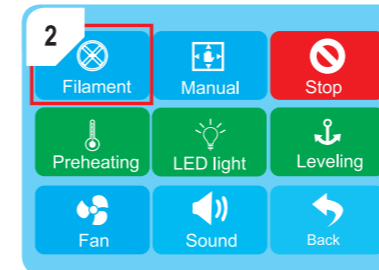 2
Filament Manual Stop
Preheating LED light Leveling
Fan Sound Back